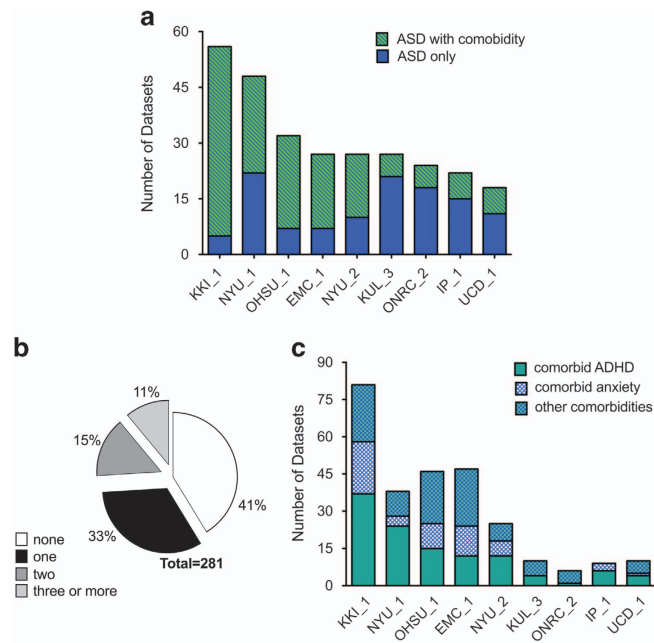 a
60
45
30
15
0
Number of Datasets
ASD with comobidity
ASD only
KKI_1
NYU_1
OHSU_1
EMC_1
NYU_2
KUL_3
ONRC_2
IP_1
UCD_1
b
11%
15%
33%
41%
Total=281
none
one
two
three or more
c
90
75
60
45
30
15
0
Number of Datasets
comorbid ADHD
comorbid anxiety
other comorbidities
KKI_1
NYU_1
OHSU_1
EMC_1
NYU_2
KUL_3
ONRC_2
IP_1
UCD_1